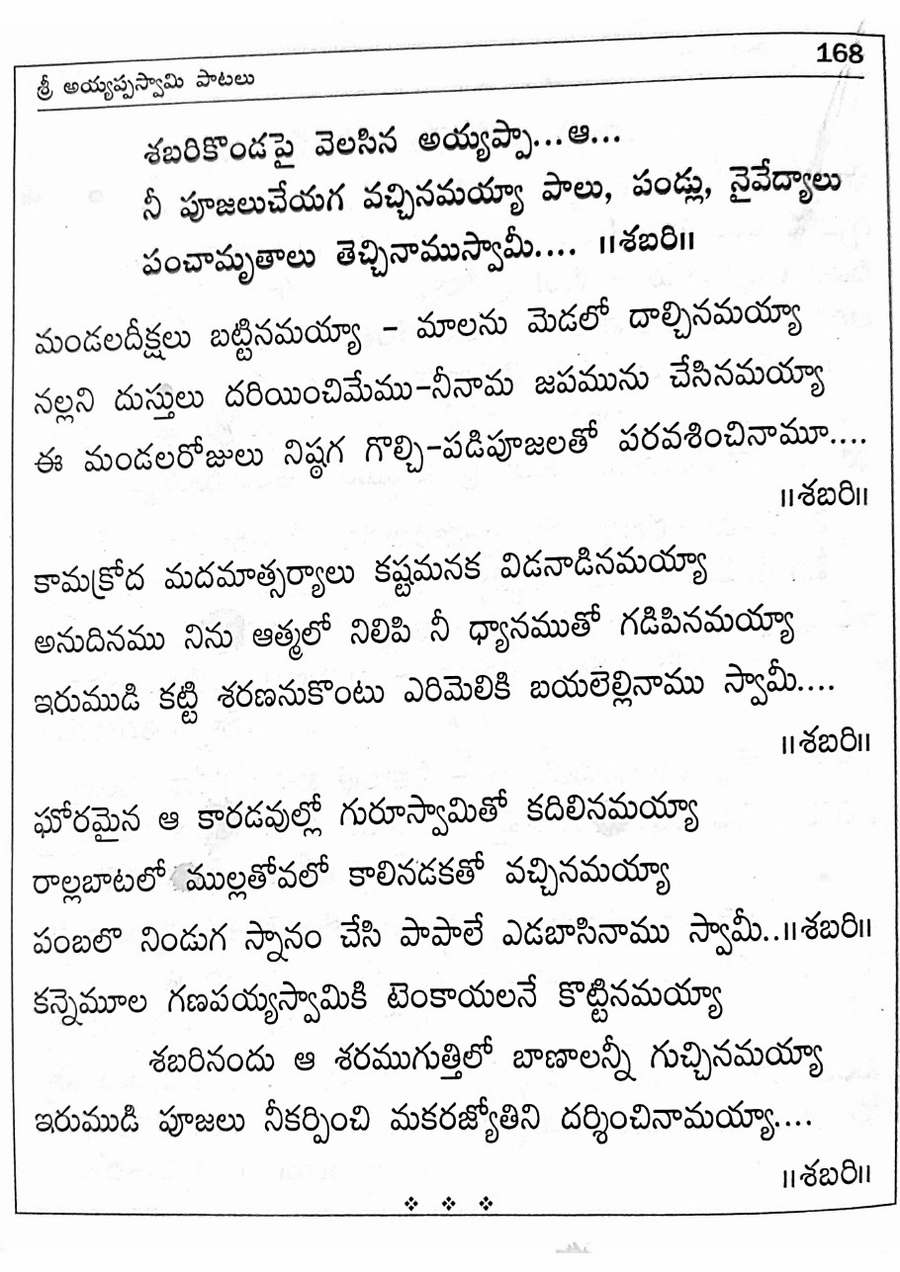 168
శ్రీ అయ్యప్పస్వామి పాటలు
శబరికొండపై వెలసిన అయ్యప్పా...ఆ...
నీ పూజలుచేయగ వచ్చినమయ్యా పాలు, పండ్లు, నైవేద్యాలు
పంచామృతాలు తెచ్చినాముస్వామీ.... ॥శబరి॥
మండలదీక్షలు బట్టినమయ్యా - మాలను మెడలో దాల్చినమయ్యా
నల్లని దుస్తులు దరియించిమేము-నీనామ జపమును చేసినమయ్యా
ఈ మండలరోజులు నిష్ఠగ గొల్చి-పడిపూజలతో పరవశించినామూ....
॥శబరి॥
కామక్రోద మదమాత్సర్యాలు కష్టమనక విడనాడినమయ్యా
అనుదినము నిను ఆత్మలో నిలిపి నీ ధ్యానముతో గడిపినమయ్యా
ఇరుముడి కట్టి శరణనుకొంటు ఎరిమెలికి బయలెల్లినాము స్వామీ....
॥శబరి॥
ఘోరమైన ఆ కారడవుల్లో గురూస్వామితో కదిలినమయ్యా
రాల్లబాటలో ముల్లతోవలో కాలినడకతో వచ్చినమయ్యా
పంబలొ నిండుగ స్నానం చేసి పాపాలే ఎడబాసినాము స్వామీ..॥శబరి॥
కన్నెమూల గణపయ్యస్వామికి టెంకాయలనే కొట్టినమయ్యా
శబరినందు ఆ శరముగుత్తిలో బాణాలన్నీ గుచ్చినమయ్యా
ఇరుముడి పూజలు నీకర్పించి మకరజ్యోతిని దర్శించినామయ్యా....
॥శబరి॥